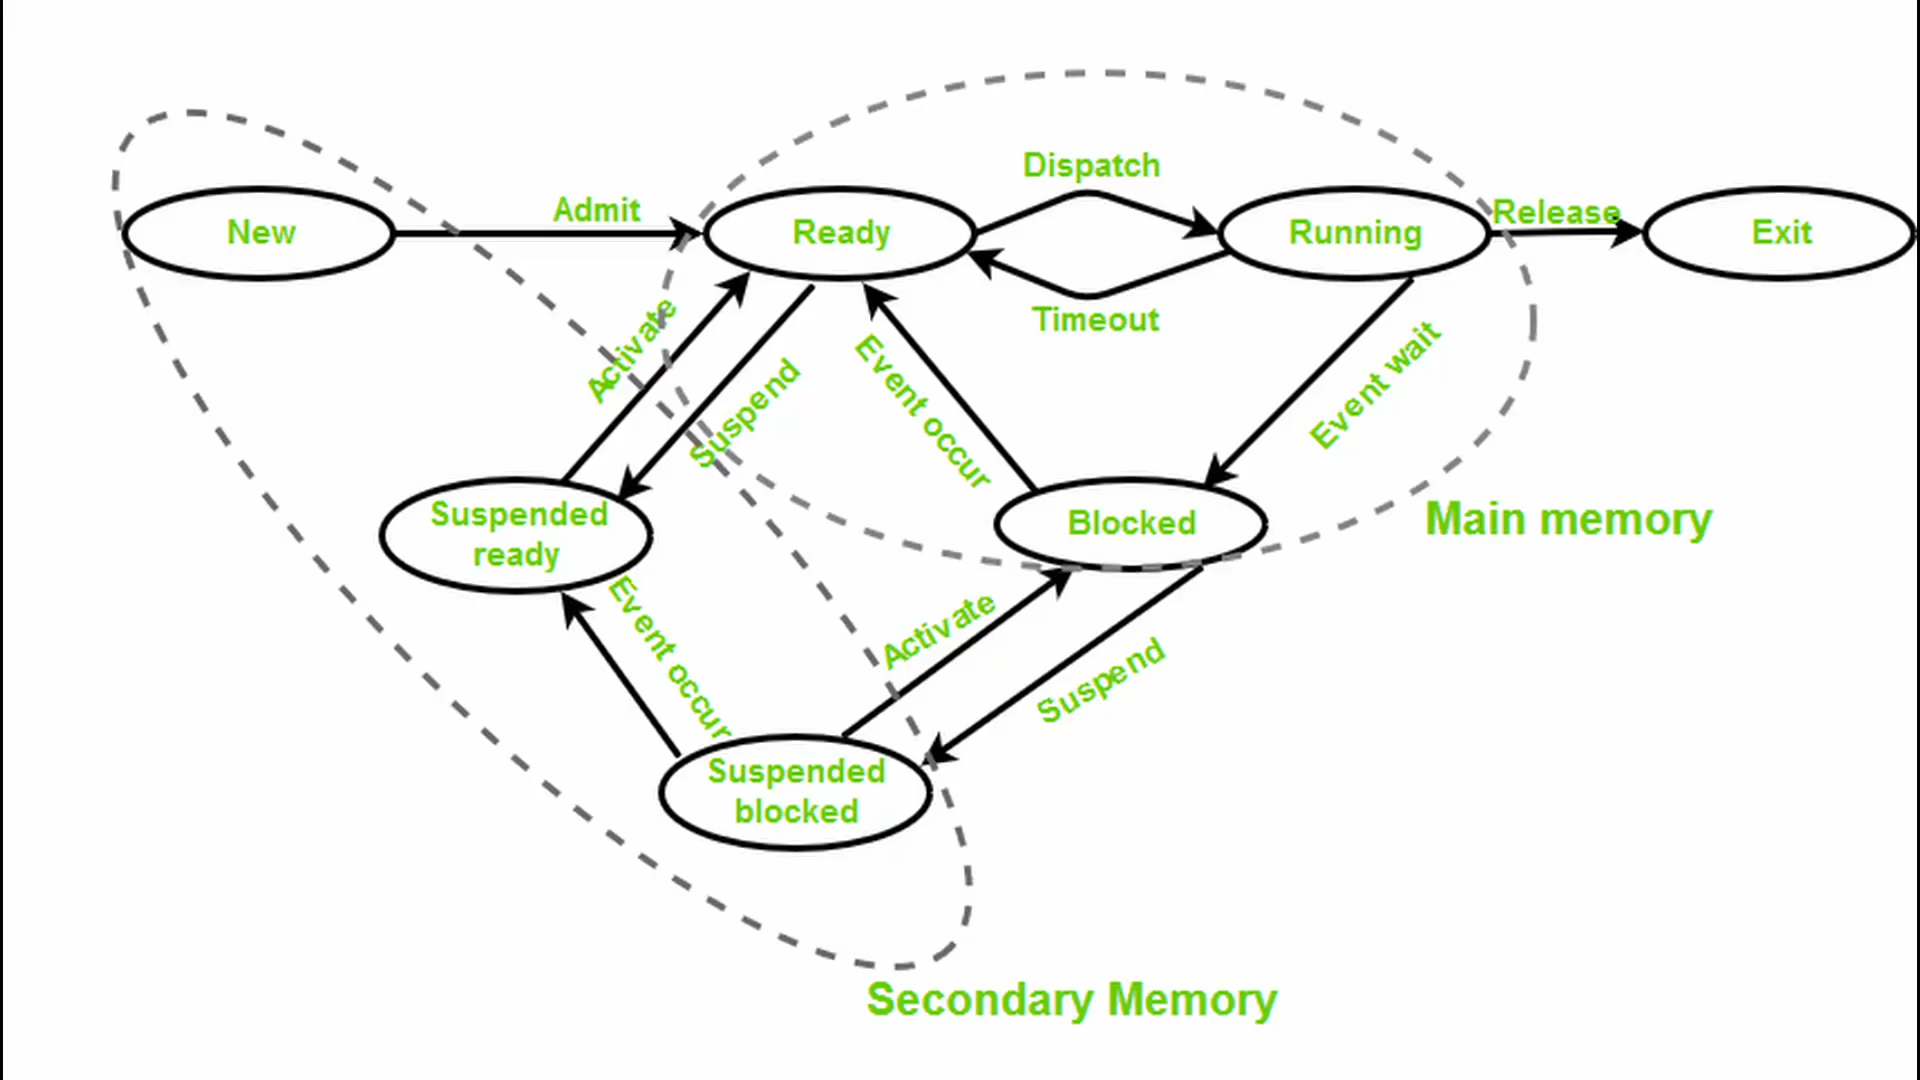 Dispatch
New
Admit
Ready
Running
Release
Exit
Timeout
Activate
Suspend
Event occur
Event wait
Suspended
ready
Blocked
Main memory
Event occur
Activate
Suspend
Suspended
blocked
Secondary Memory